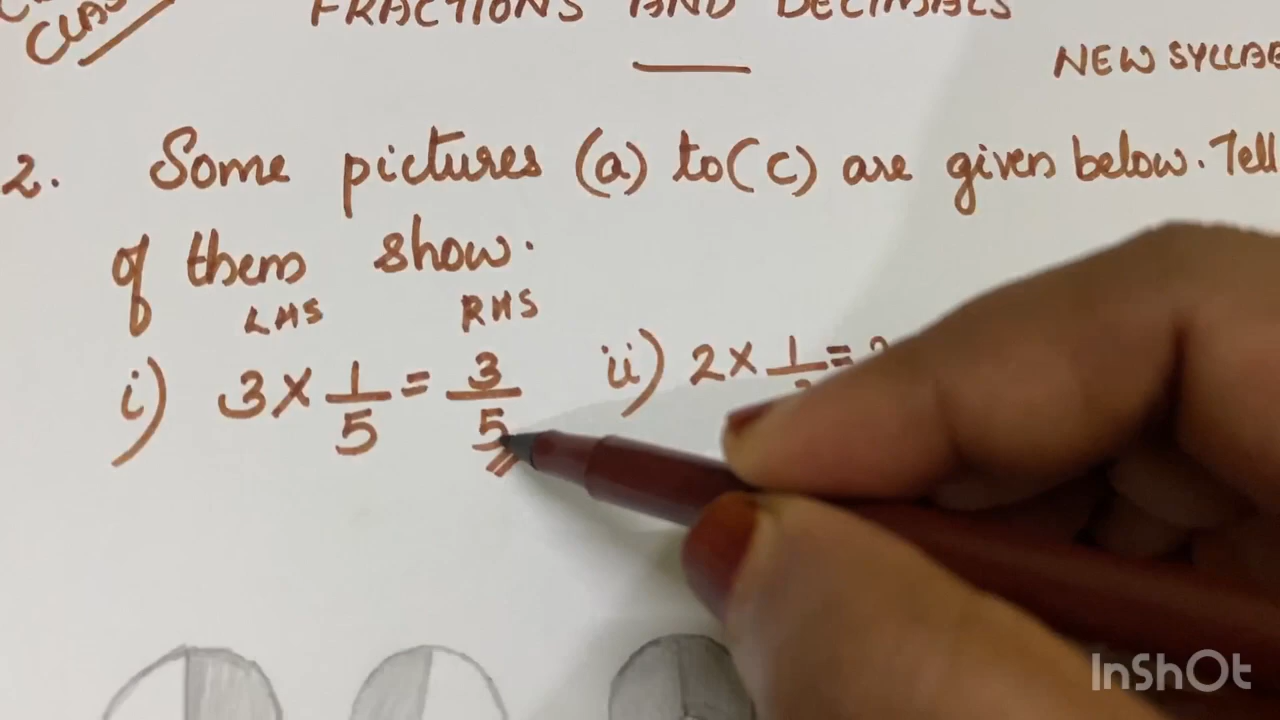 CLASS
FRACTIONS AND DECIMALS
NEW SYLLAB
2. Some pictures (a) to (c) are given below. Tell
of them show.
LHS RHS
i) 3 × 1/5 = 3/5 ii) 2 × 1/ =
InShOt